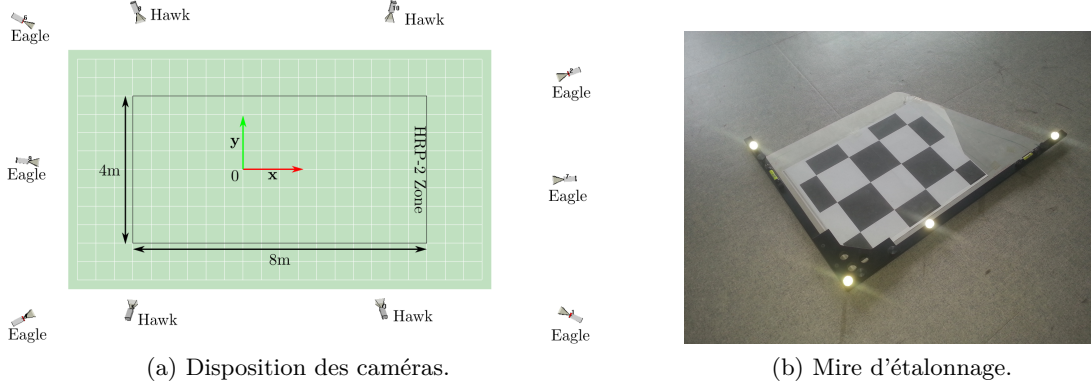 Hawk
Hawk
Eagle
Eagle
y
HRP-2 Zone
4m
Eagle
0
x
Eagle
8m
Hawk
Hawk
Eagle
Eagle
(a) Disposition des caméras.
(b) Mire d'étalonnage.